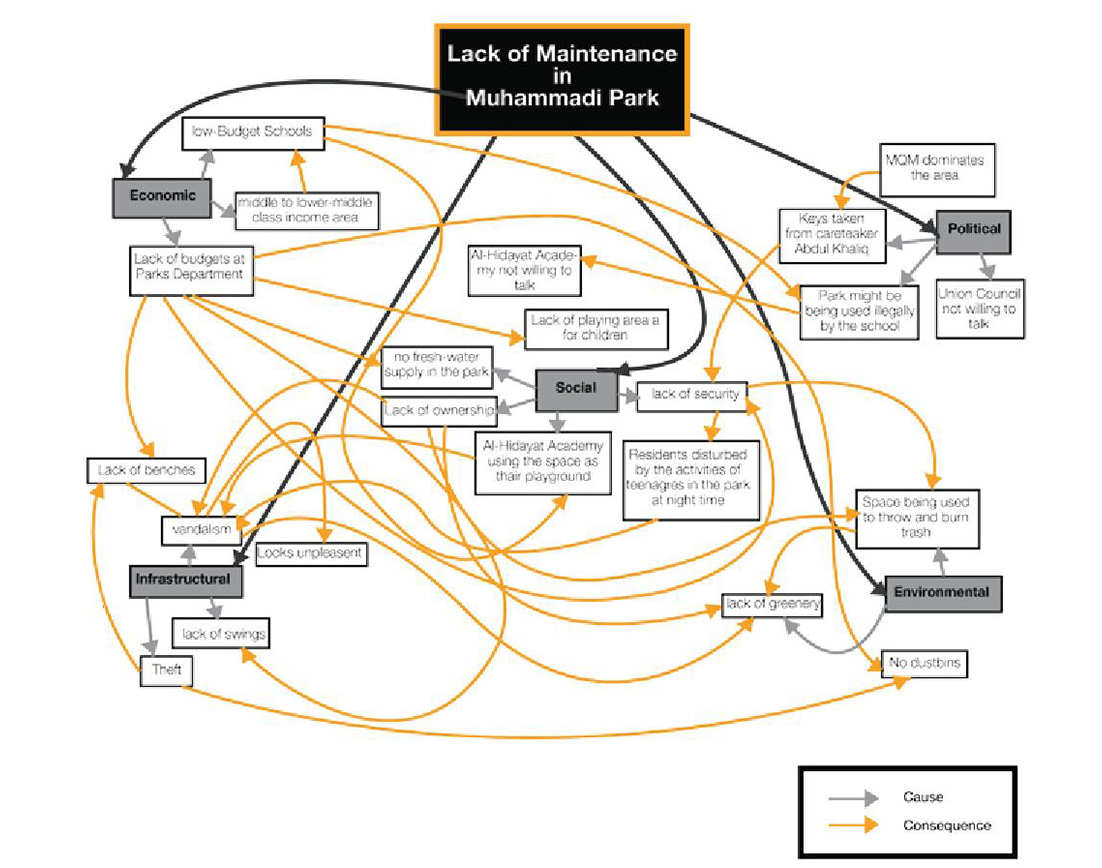 Lack of Maintenance
in
Muhammadi Park
low-Budget Schools
MQM dominates
the area
Economic
middle to lower-middle
class income area
Keys taken
from careteaker
Abdul Khaliq
Political
Lack of budgets at
Parks Department
Al-Hidayat Acade-
my not willing to
talk
Park might be
being used illegally
by the school
Union Council
not willing to
talk
Lack of playing area a
for children
no fresh-water
supply in the park
Social
lack of security
Lack of ownership
Al-Hidayat Academy
using the space as
thair playground
Residents disturbed
by the activities of
teenagres in the park
at night time
Lack of benches
Space being used
to throw and burn
trash
vandalism
Looks unpleasent
Infrastructural
Environmental
lack of greenery
lack of swings
Theft
No dustbins
Cause
Consequence